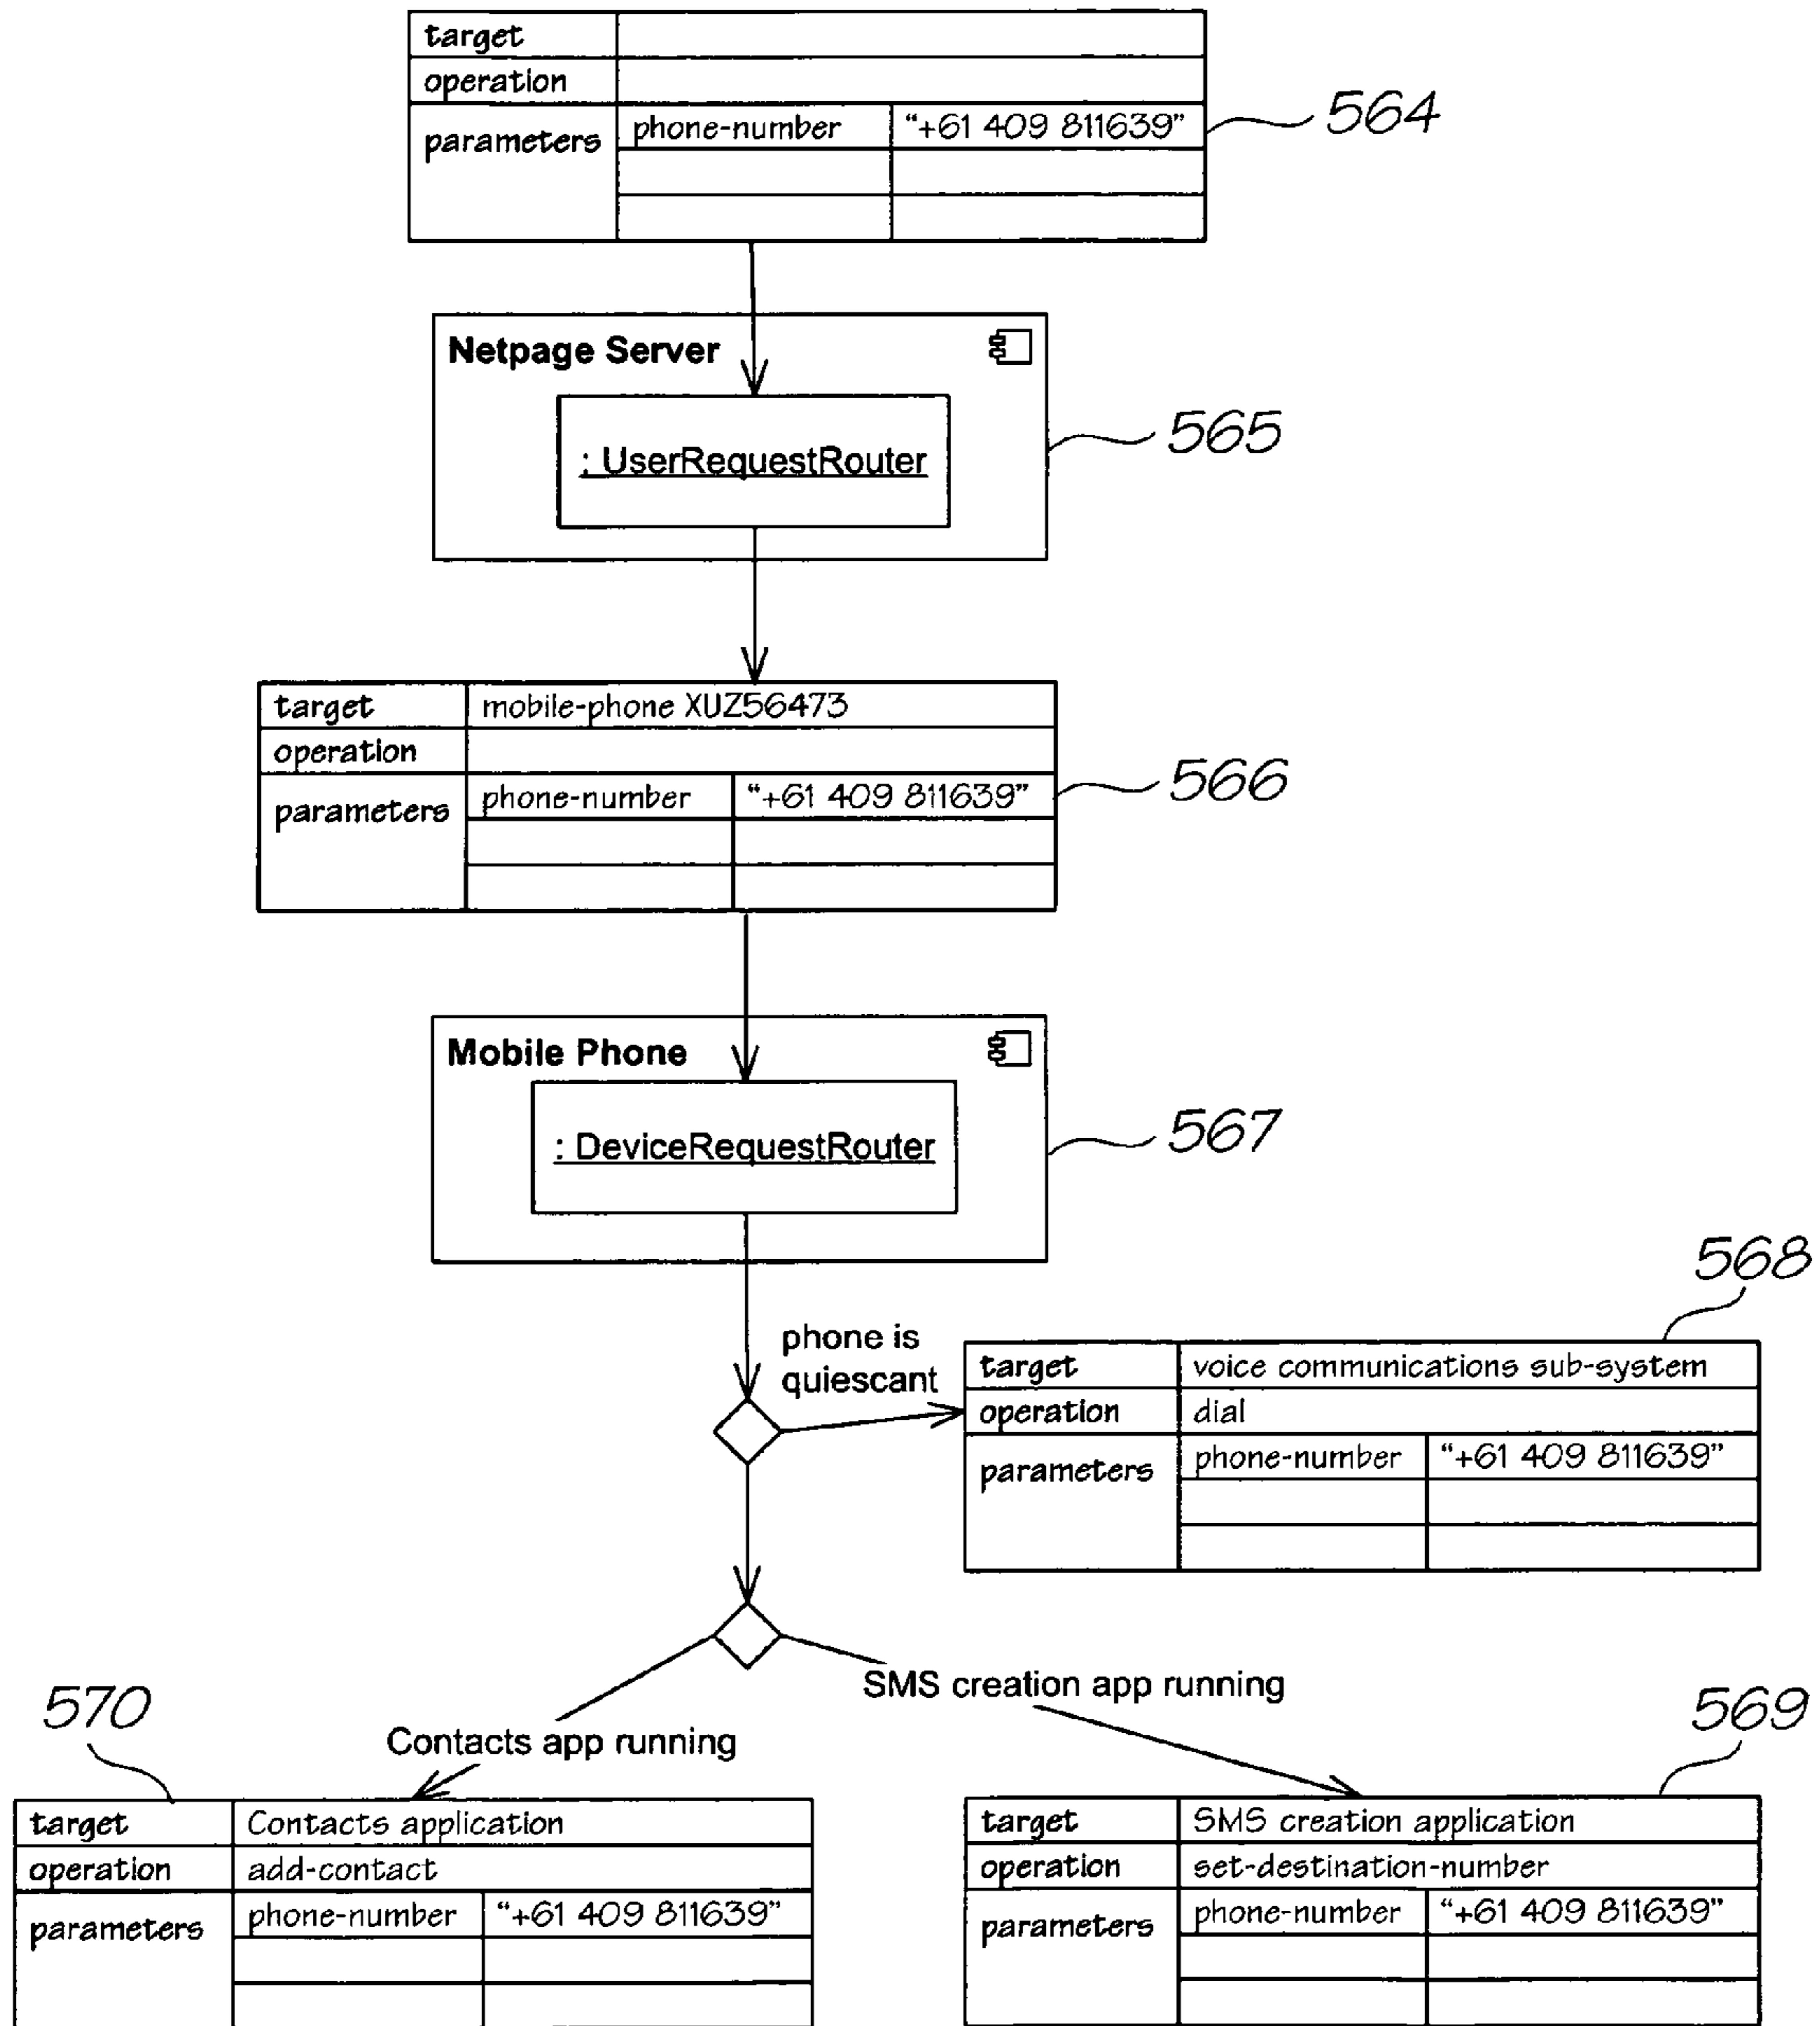 target
operation
parameters phone-number "+61 409 811639"
564
Netpage Server
: UserRequestRouter
565
target mobile-phone XUZ56473
operation
parameters phone-number "+61 409 811639"
566
Mobile Phone
: DeviceRequestRouter
567
phone is
quiescant
568
target voice communications sub-system
operation dial
parameters phone-number "+61 409 811639"
SMS creation app running
Contacts app running
570
target Contacts application
operation add-contact
parameters phone-number "+61 409 811639"
569
target SMS creation application
operation set-destination-number
parameters phone-number "+61 409 811639"